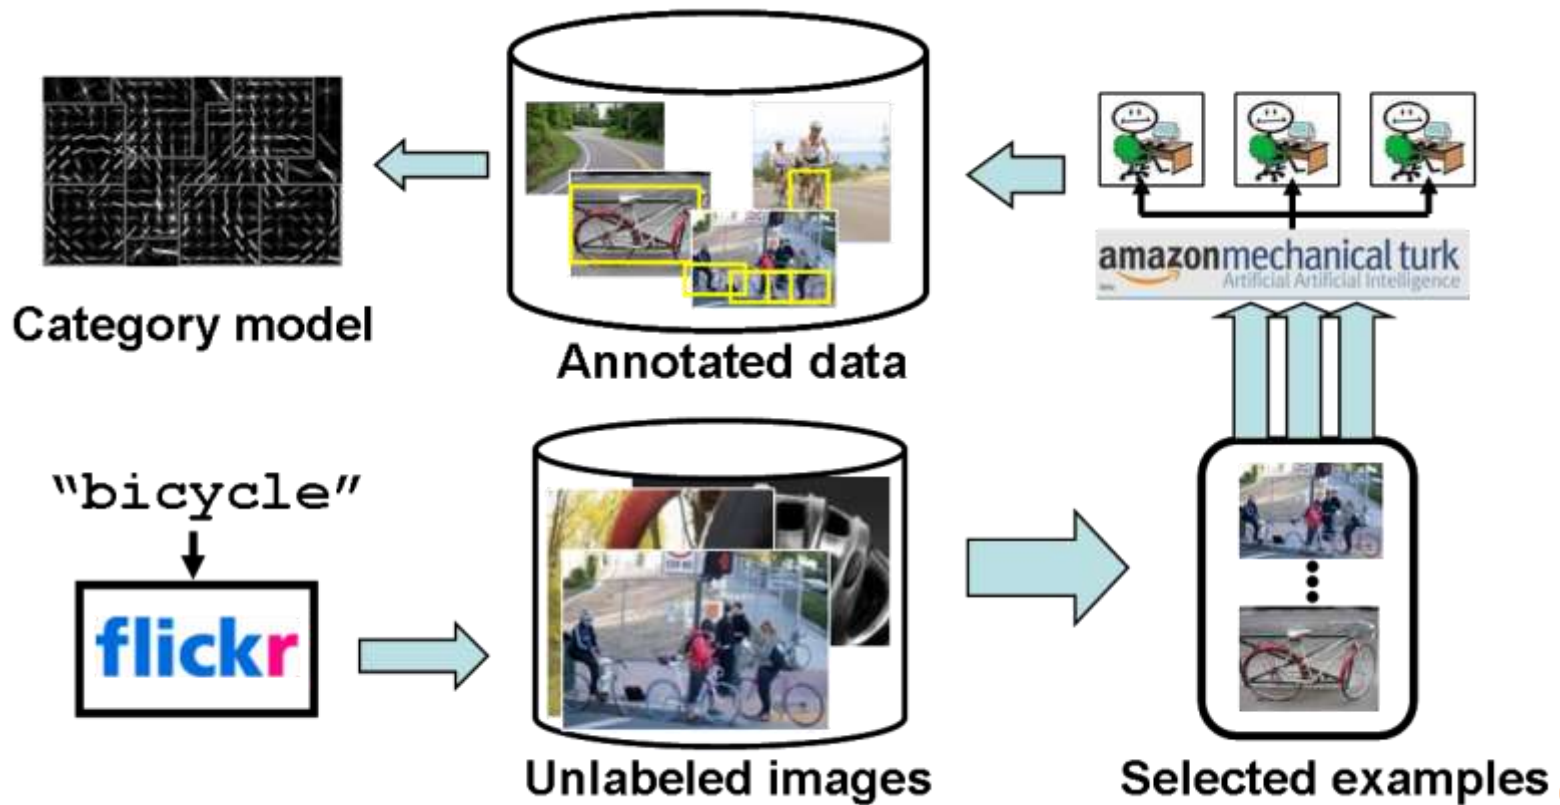 Category model
Annotated data
amazonmechanical turk
Artificial Artificial Intelligence
“bicycle”
flickr
Unlabeled images
Selected examples